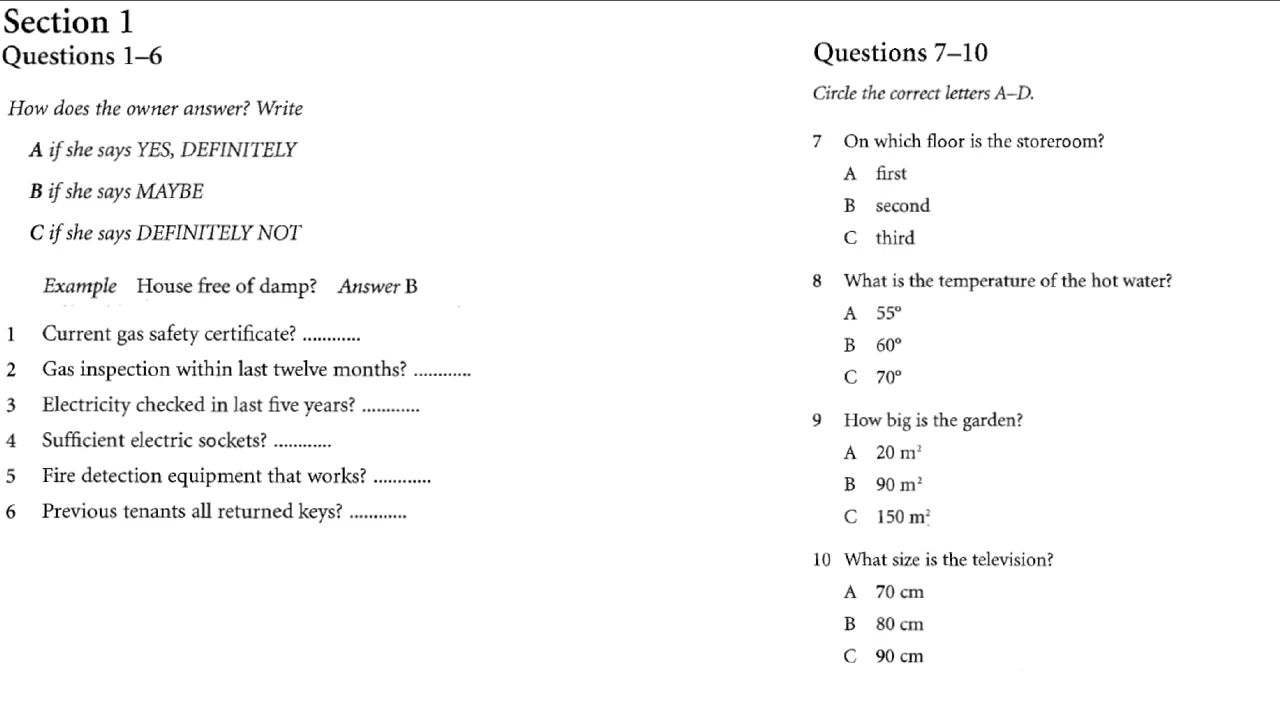 Section 1
Questions 1–6
How does the owner answer? Write
A if she says YES, DEFINITELY
B if she says MAYBE
C if she says DEFINITELY NOT
Example House free of damp? Answer B
1 Current gas safety certificate? ............
2 Gas inspection within last twelve months? ............
3 Electricity checked in last five years? ............
4 Sufficient electric sockets? ............
5 Fire detection equipment that works? ............
6 Previous tenants all returned keys? ............
Questions 7–10
Circle the correct letters A–D.
7 On which floor is the storeroom?
A first
B second
C third
8 What is the temperature of the hot water?
A 55º
B 60º
C 70º
9 How big is the garden?
A 20 m²
B 90 m²
C 150 m²
10 What size is the television?
A 70 cm
B 80 cm
C 90 cm